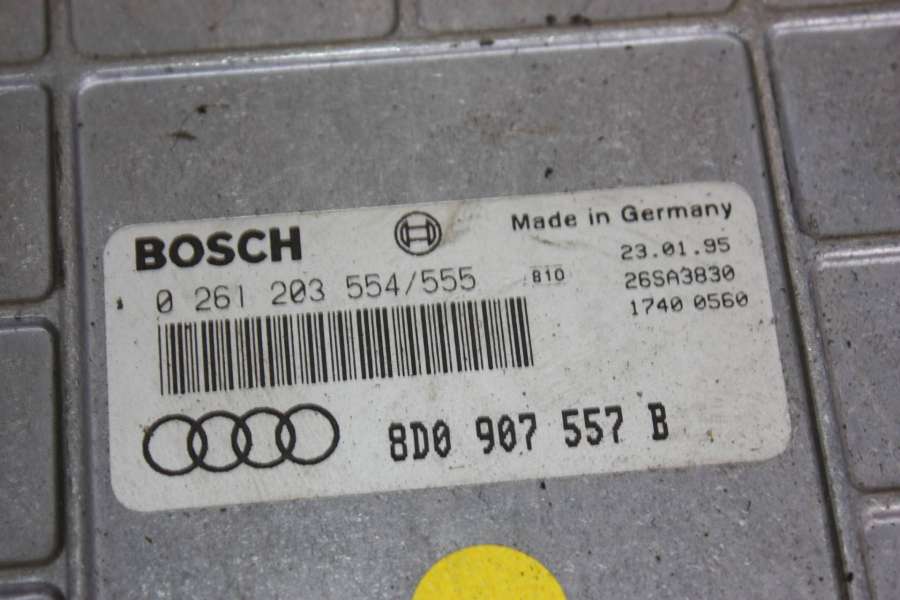 BOSCH
Made in Germany
0 261 203 554/555
810
23.01.95
26SA3830
1740 0560
8D0 907 557 B